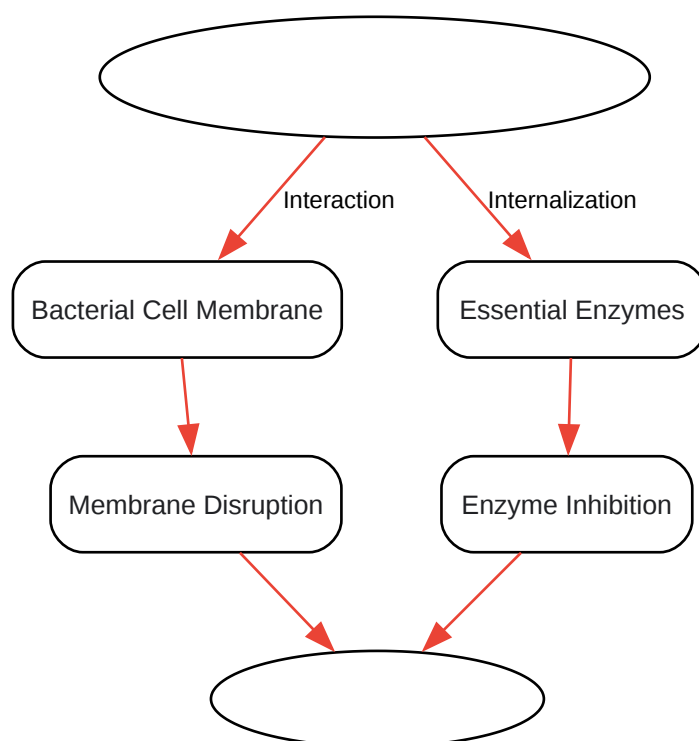 Interaction
Internalization
Bacterial Cell Membrane
Essential Enzymes
Membrane Disruption
Enzyme Inhibition